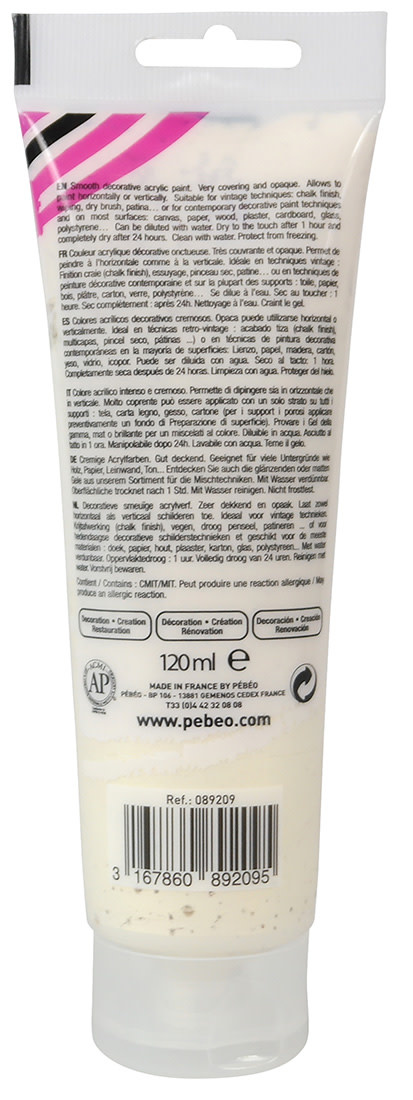 EN Smooth decorative acrylic paint. Very covering and opaque. Allows to
paint horizontally or vertically. Suitable for vintage techniques: chalk finish,
wiping, dry brush, patina... or for contemporary decorative paint techniques
and on most surfaces: canvas, paper, wood, plaster, cardboard, glass,
polystyrene... Can be diluted with water. Dry to the touch after 1 hour and
completely dry after 24 hours. Clean with water. Protect from freezing.
FR Couleur acrylique décorative onctueuse. Très couvrante et opaque. Permet de
peindre à l'horizontale comme à la verticale. Idéale en techniques vintage :
Finition craie (chalk finish), essuyage, pinceau sec, patine... ou en techniques de
peinture décorative contemporaine et sur la plupart des supports : toile, papier,
bois, plâtre, carton, verre, polystyrène... Se dilue à l'eau. Sec au toucher : 1
heure. Sec complètement : après 24h. Nettoyage à l'eau. Craint le gel.
ES Colores acrílicos decorativos cremosos. Opaca puede utilizarse horizontal o
verticalmente. Ideal en técnicas retro-vintage : acabado tiza (chalk finish),
multicapas, pincel seco, pátinas ...) o en técnicas de pintura decorativa
contemporáneas en la mayoría de superficies: Lienzo, papel, madera, cartón,
yeso, vidrio, icopor. Puede ser diluida con agua. Seco al tacto: 1 hora.
Completamente seca después de 24 horas. Limpieza con agua. Proteger del hielo.
IT Colore acrilico intenso e cremoso. Permette di dipingere sia in orizzontale che
in verticale. Molto coprente può essere applicato con un solo strato su tutti i
supporti : tela, carta legno, gesso, cartone (per i support i porosi applicare
preventivamente un fondo di Preparazione di superficie). Provare i Gel della
gamma, mat o brillante per un miscelati al colore. Diluibile in acqua. Asciutto al
tatto in 1 ora. Manipolabile dopo 24h. Lavabile con acqua. Teme il gelo.
DE Cremige Acrylfarben. Gut deckend. Geeignet für viele Untergründe wie
Holz, Papier, Leinwand, Ton... Entdecken Sie auch die glänzenden oder matten
Gele aus unserem Sortiment für die Mischtechniken. Mit Wasser verdünnbar.
Oberfläichliche trocknet nach 1 Std. Mit Wasser reinigen. Nicht frostfest.
NL Decoratieve smeuïge acrylverf. Zeer dekkend en opaak. Laat zowel
horizontaal als verticaal schilderen toe. Ideaal voor vintage technieken:
Krijtafwerking (chalk finish), vegen, droog penseel, patineren ... of voor
hedendaagse decoratieve schilderstechnieken en geschikt voor de meeste
materialen : doek, papier, hout, plaaster, karton, glas, polystyreen... Met water
verdunbaar. Oppervlaktedroog : 1 uur. Volledig droog van 24 uren. Reinigen met
water. Vorstvrij bewaren.
Contient / Contains : CMIT/MIT. Peut produire une réaction allergique / May
produce an allergic reaction.
Decoration • Creation
Restauration
Décoration • Création
Rénovation
Decoración • Creación
Renovación
ACMI
AP
120ml e
MADE IN FRANCE BY PÉBÉO
PÉBÉO - BP 106 - 13881 GEMENOS CEDEX FRANCE
T33 (0)4 42 32 08 08
www.pebeo.com
Ref.: 089209
3 167860 892095